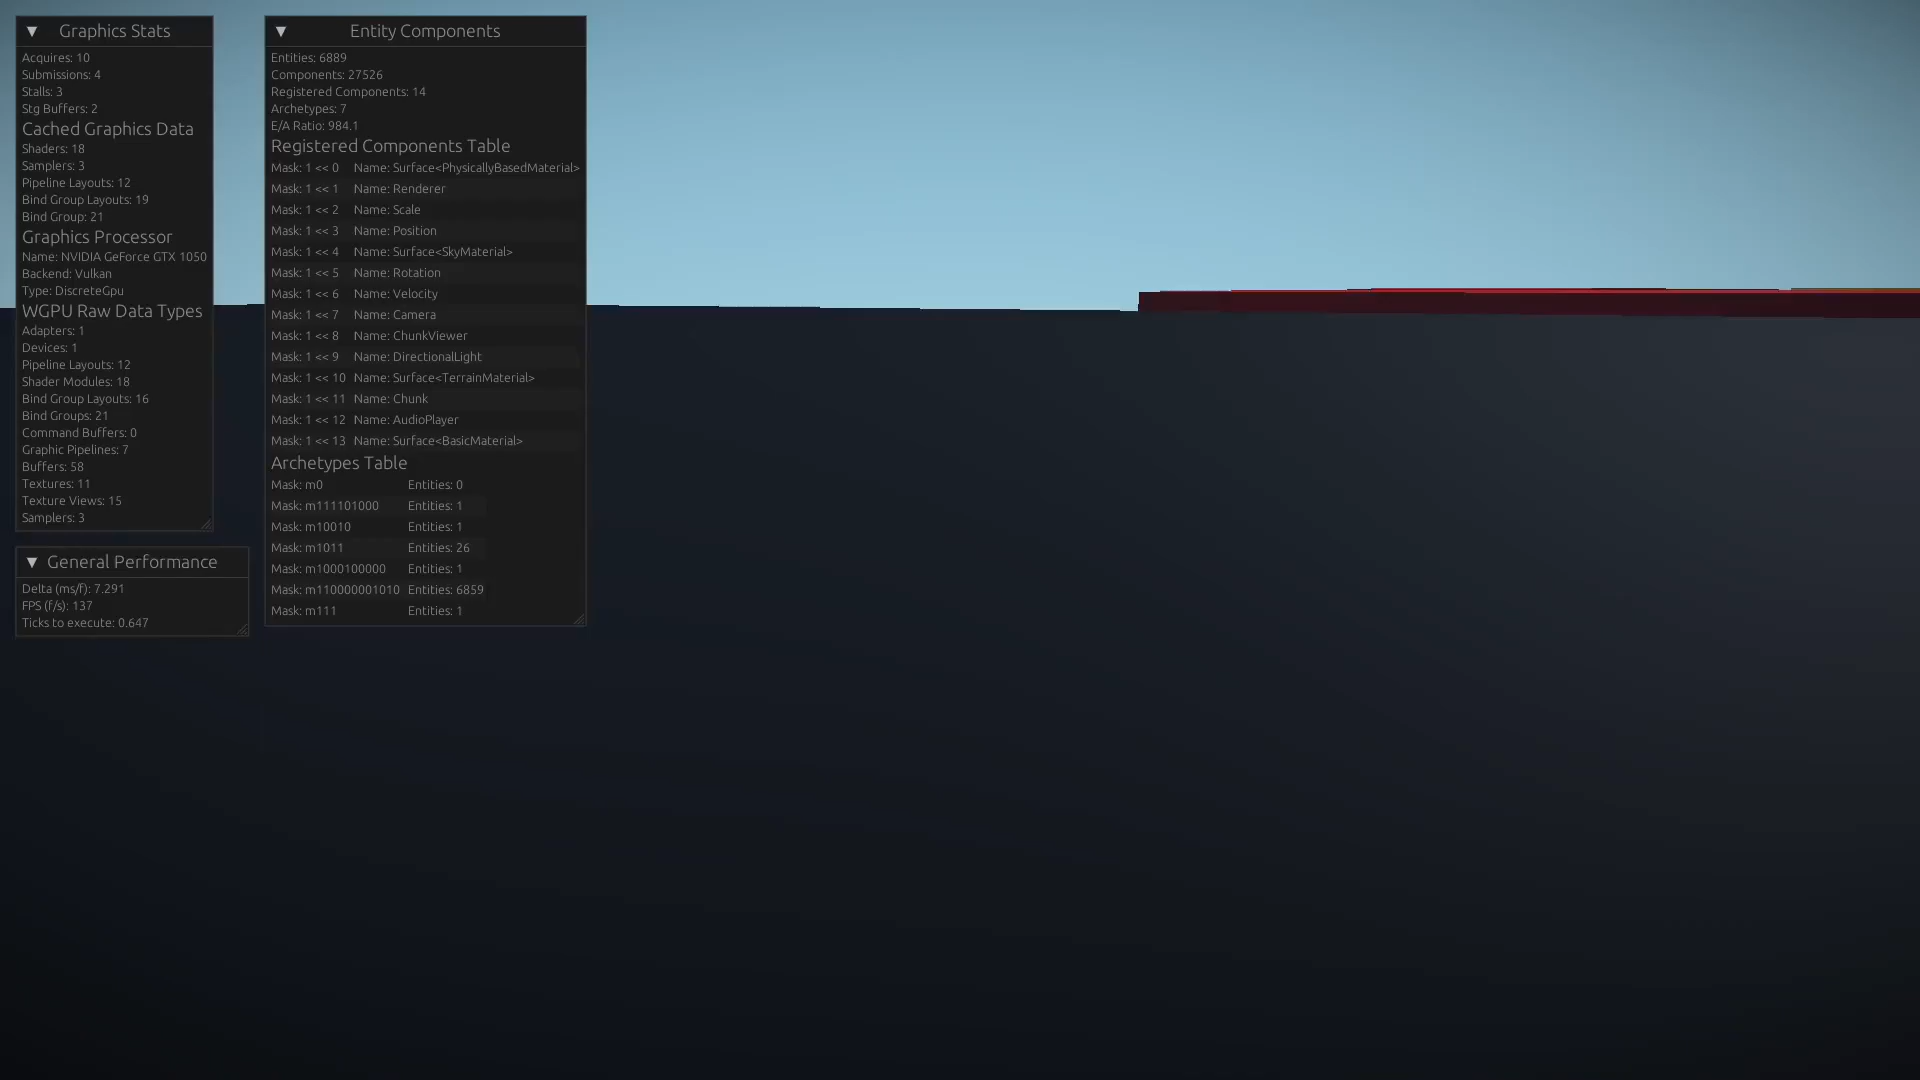 ▼ Graphics Stats
Acquires: 10
Submissions: 4
Stalls: 3
Stg Buffers: 2
Cached Graphics Data
Shaders: 18
Samplers: 3
Pipeline Layouts: 12
Bind Group Layouts: 19
Bind Group: 21
Graphics Processor
Name: NVIDIA GeForce GTX 1050
Backend: Vulkan
Type: DiscreteGpu
WGPU Raw Data Types
Adapters: 1
Devices: 1
Pipeline Layouts: 12
Shader Modules: 18
Bind Group Layouts: 16
Bind Groups: 21
Command Buffers: 0
Graphic Pipelines: 7
Buffers: 58
Textures: 11
Texture Views: 15
Samplers: 3
▼ General Performance
Delta (ms/f): 7.291
FPS (f/s): 137
Ticks to execute: 0.647
▼ Entity Components
Entities: 6889
Components: 27526
Registered Components: 14
Archetypes: 7
E/A Ratio: 984.1
Registered Components Table
Mask: 1 << 0 Name: Surface<PhysicallyBasedMaterial>
Mask: 1 << 1 Name: Renderer
Mask: 1 << 2 Name: Scale
Mask: 1 << 3 Name: Position
Mask: 1 << 4 Name: Surface<SkyMaterial>
Mask: 1 << 5 Name: Rotation
Mask: 1 << 6 Name: Velocity
Mask: 1 << 7 Name: Camera
Mask: 1 << 8 Name: ChunkViewer
Mask: 1 << 9 Name: DirectionalLight
Mask: 1 << 10 Name: Surface<TerrainMaterial>
Mask: 1 << 11 Name: Chunk
Mask: 1 << 12 Name: AudioPlayer
Mask: 1 << 13 Name: Surface<BasicMaterial>
Archetypes Table
Mask: m0 Entities: 0
Mask: m111101000 Entities: 1
Mask: m10010 Entities: 1
Mask: m1011 Entities: 26
Mask: m1000100000 Entities: 1
Mask: m110000001010 Entities: 6859
Mask: m111 Entities: 1